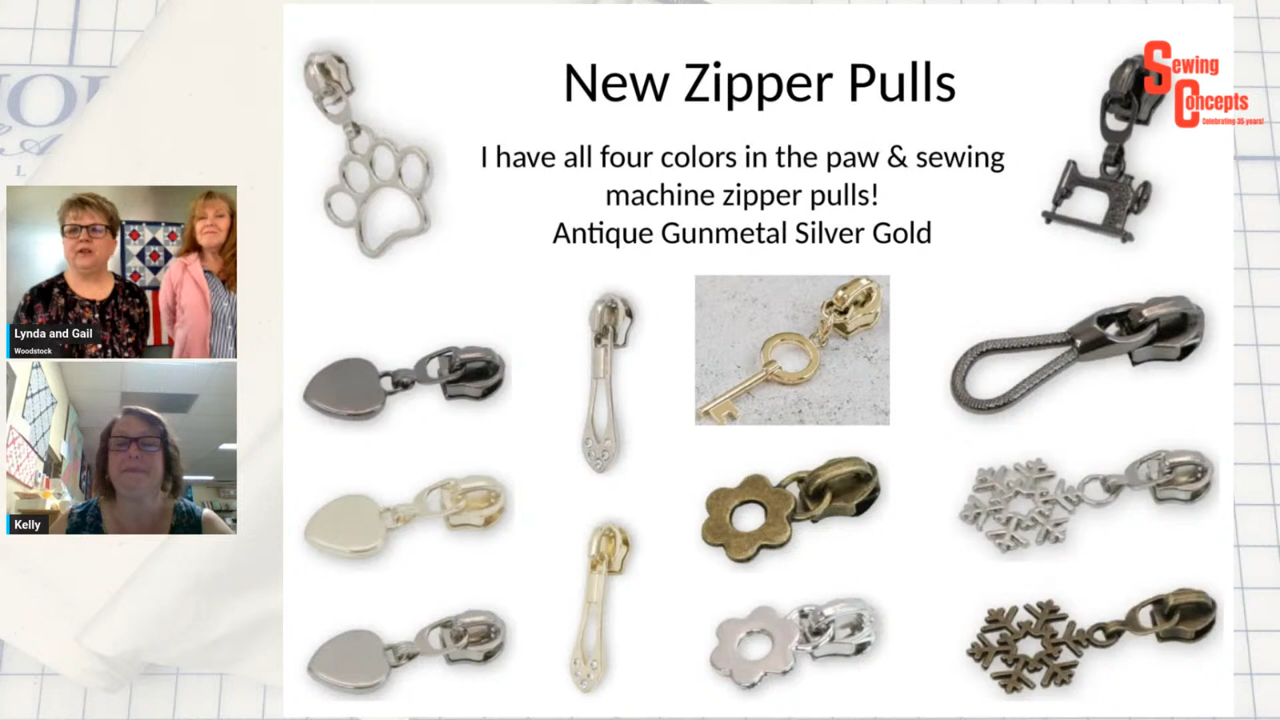 New Zipper Pulls
Sewing
Concepts
Celebrating 35 years!
I have all four colors in the paw & sewing
machine zipper pulls!
Antique Gunmetal Silver Gold
Lynda and Gail
Woodstock
Kelly